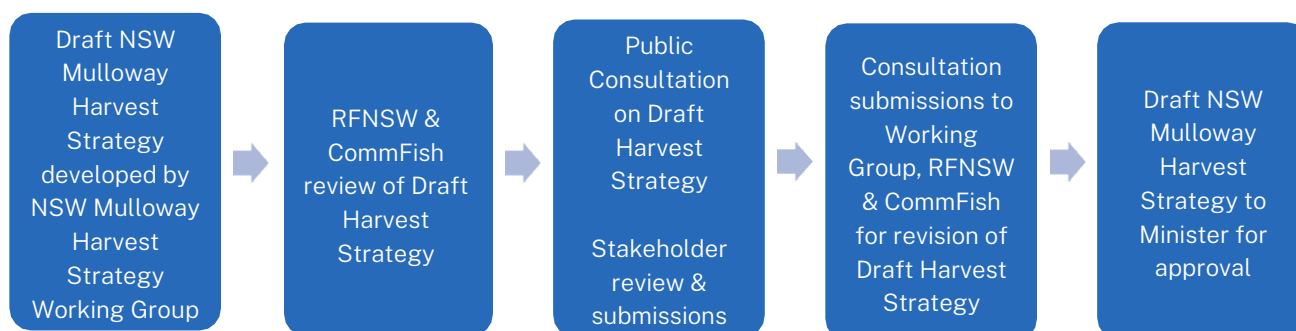 Draft NSW
Mulloway
Harvest
Strategy
developed by
NSW Mulloway
Harvest
Strategy
Working Group
RFNSW &
CommFish
review of Draft
Harvest
Strategy
Public
Consultation
on Draft
Harvest
Strategy
Stakeholder
review &
submissions
Consultation
submissions to
Working
Group, RFNSW
& CommFish
for revision of
Draft Harvest
Strategy
Draft NSW
Mulloway
Harvest
Strategy to
Minister for
approval